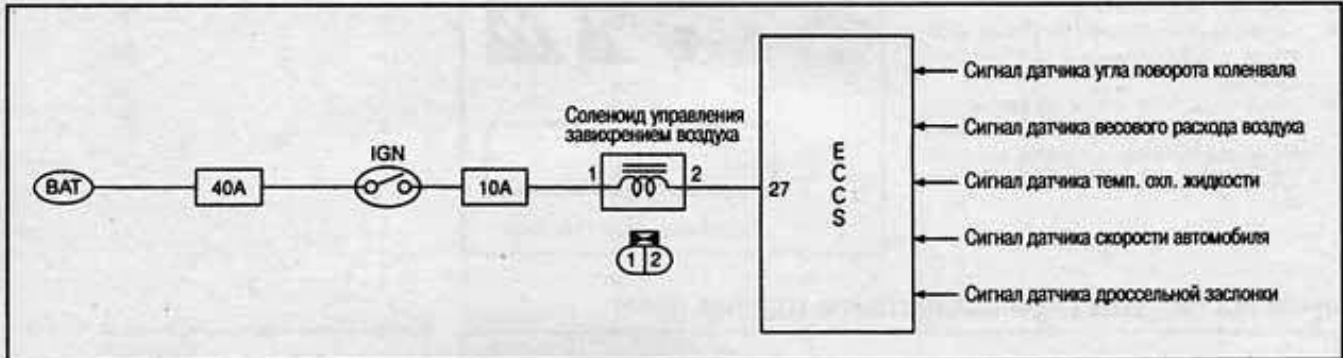 Сигнал датчика угла поворота коленвала
Соленоид управления
завихрением воздуха
Сигнал датчика весового расхода воздуха
IGN
BAT
40A
10A
1
2
27
E
C
C
S
Сигнал датчика темп. охл. жидкости
1 2
Сигнал датчика скорости автомобиля
Сигнал датчика дроссельной заслонки